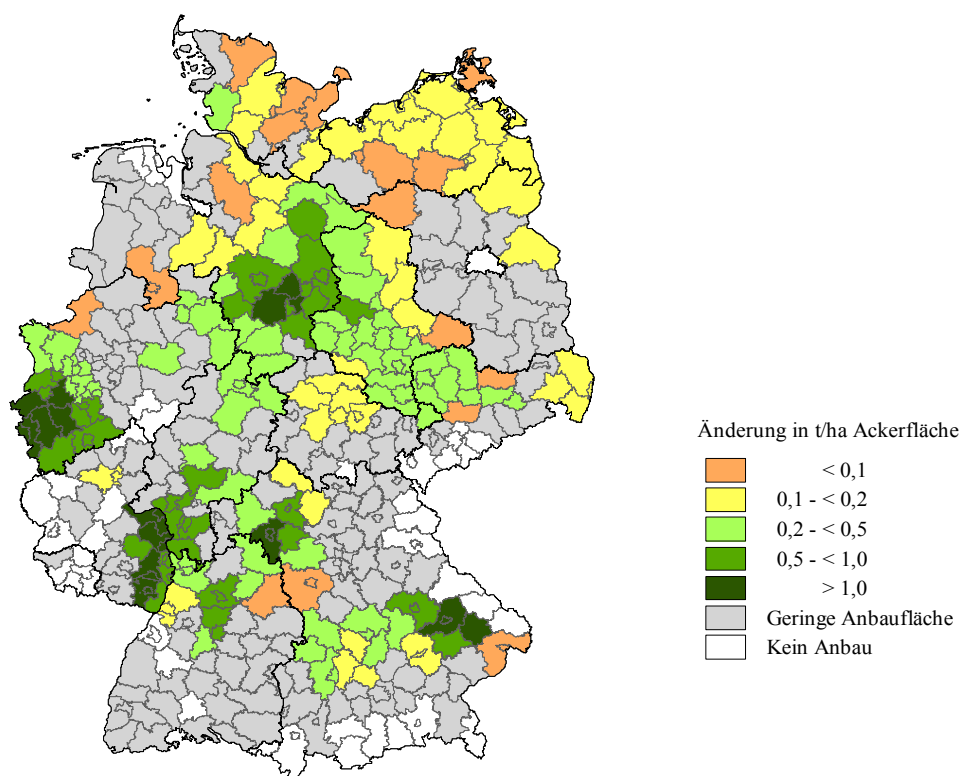 Änderung in t/ha Ackerfläche
< 0,1
0,1 - < 0,2
0,2 - < 0,5
0,5 - < 1,0
> 1,0
Geringe Anbaufläche
Kein Anbau